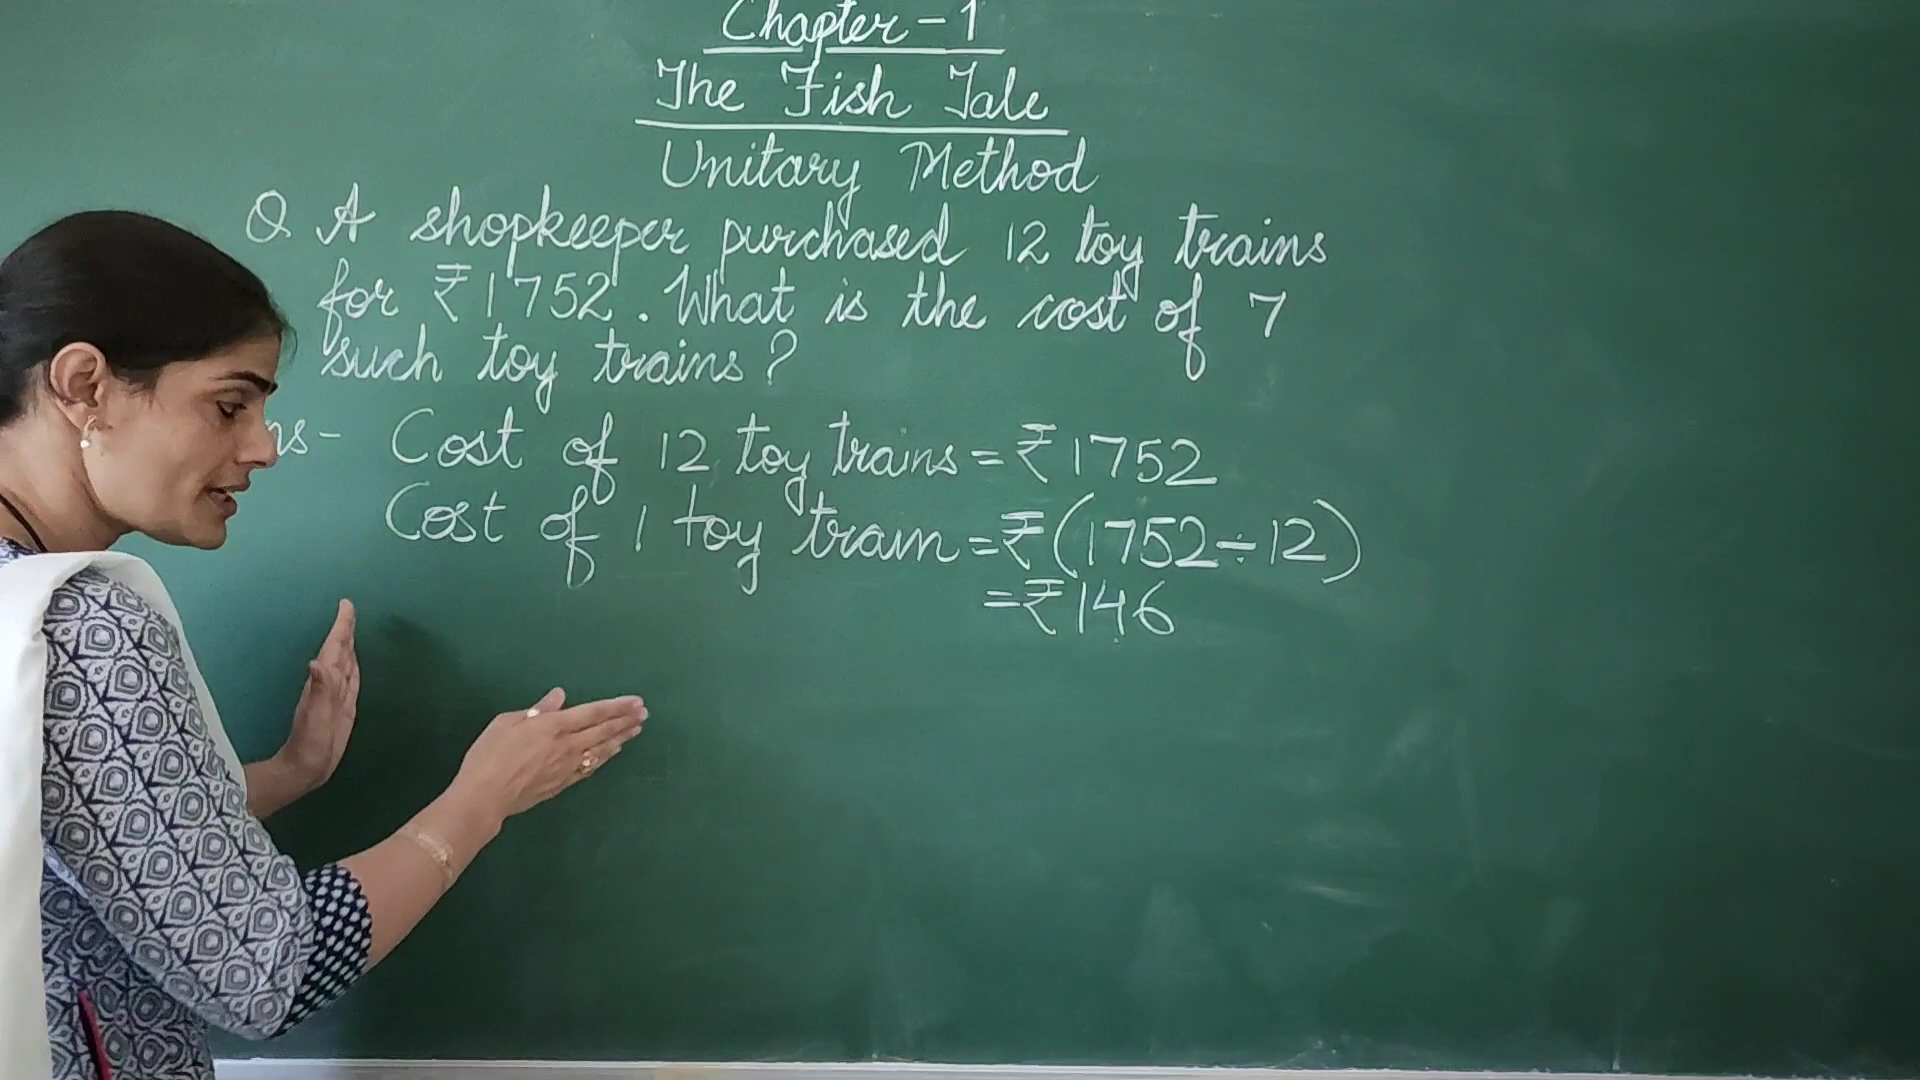 Chapter - 1
The Fish Tale
Unitary Method
Q A shopkeeper purchased 12 toy trains
for ₹1752. What is the cost of 7
such toy trains?
ns - Cost of 12 toy trains = ₹1752
Cost of 1 toy train = ₹(1752÷12)
= ₹146